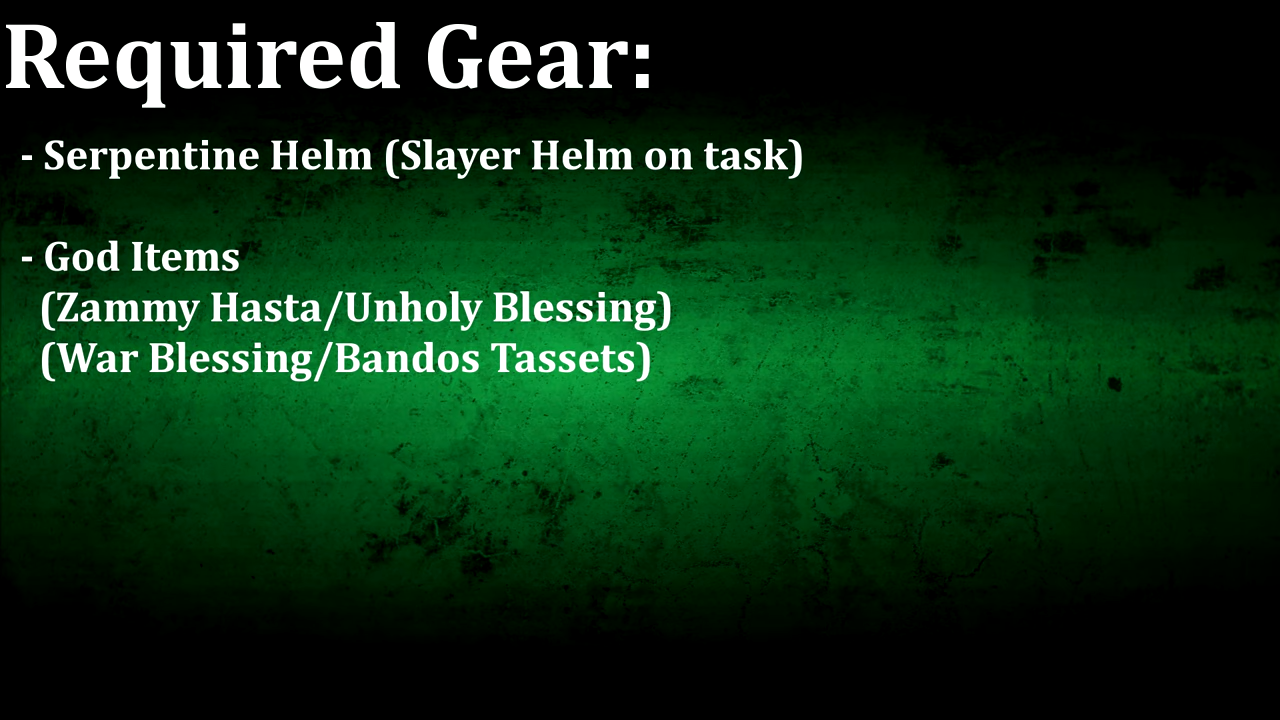 Required Gear:
- Serpentine Helm (Slayer Helm on task)
- God Items
(Zammy Hasta/Unholy Blessing)
(War Blessing/Bandos Tassets)